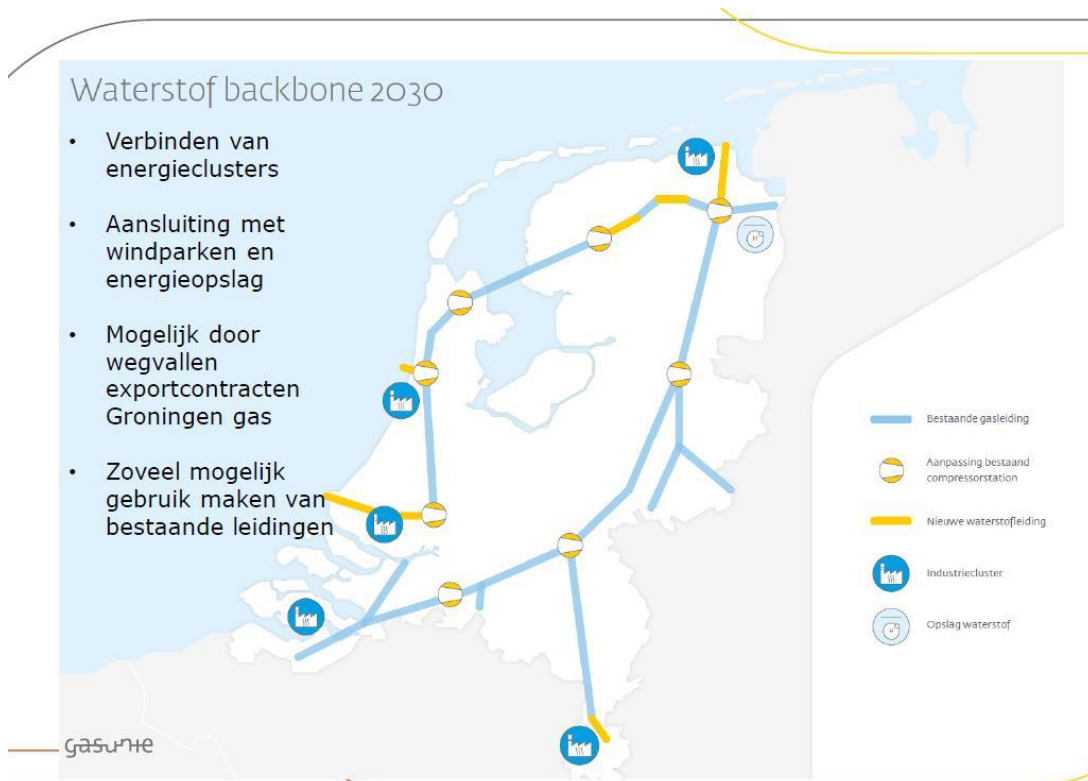 Waterstof backbone 2030
• Verbinden van
energieclusters
• Aansluiting met
windparken en
energieopslag
• Mogelijk door
wegvallen
exportcontracten
Groningen gas
• Zoveel mogelijk
gebruik maken van
bestaande leidingen
Bestaande gasleiding
Aanpassing bestaand
compressorstation
Nieuwe waterstofleiding
Industriecluster
Opslag waterstof
gasunie